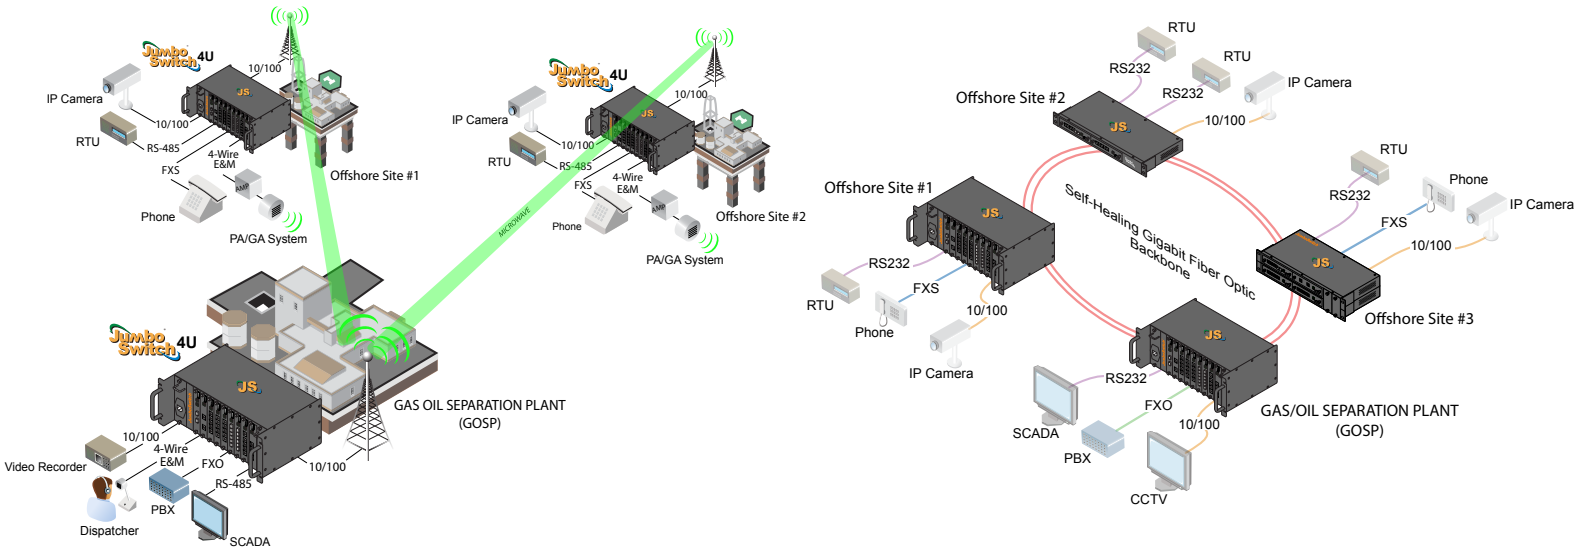 Jumbo
Switch 4U
10/100
IP Camera
JS
10/100
RTU
RS-485
4-Wire
E&M
FXS
Offshore Site #1
AMP
Phone
PA/GA System
Jumbo
Switch 4U
10/100
IP Camera
JS
10/100
RTU
RS-485
4-Wire
E&M
FXS
AMP
Offshore Site #2
Phone
PA/GA System
MICROWAVE
Jumbo
Switch 4U
JS
GAS OIL SEPARATION PLANT
(GOSP)
10/100
4-Wire
E&M
FXO
10/100
Video Recorder
RS-485
PBX
Dispatcher
SCADA
RTU
RS232
RTU
Offshore Site #2
RS232
IP Camera
10/100
JS
RTU
Phone
RS232
IP Camera
FXS
10/100
Offshore Site #1
Self-Healing Gigabit Fiber Optic
Backbone
JS
JS
RS232
RTU
FXS
Phone
10/100
IP Camera
Offshore Site #3
JS
RS232
SCADA
FXO
PBX
10/100
CCTV
GAS/OIL SEPARATION PLANT
(GOSP)